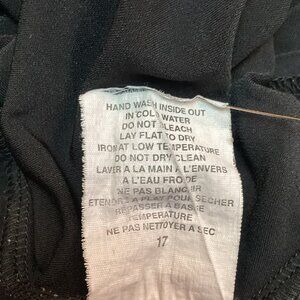 HAND WASH INSIDE OUT
IN COLD WATER
DO NOT BLEACH
LAY FLAT TO DRY
IRON AT LOW TEMPERATURE
DO NOT DRY CLEAN
LAVER A LA MAIN A L'ENVERS
A L'EAU FROIDE
NE PAS BLANCHIR
ETENDRE A PLAT POUR SECHER
REPASSER A BASSE
TEMPERATURE
NE PAS NETTOYER A SEC
17